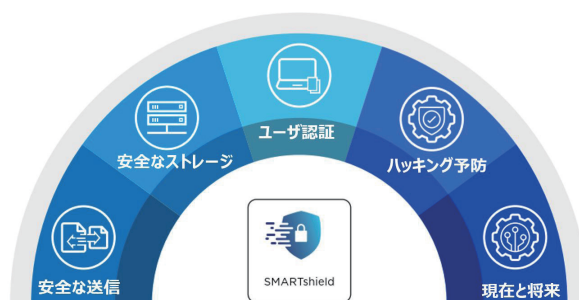 安全な送信
安全なストレージ
ユーザ認証
ハッキング予防
現在と将来
SMARTshield